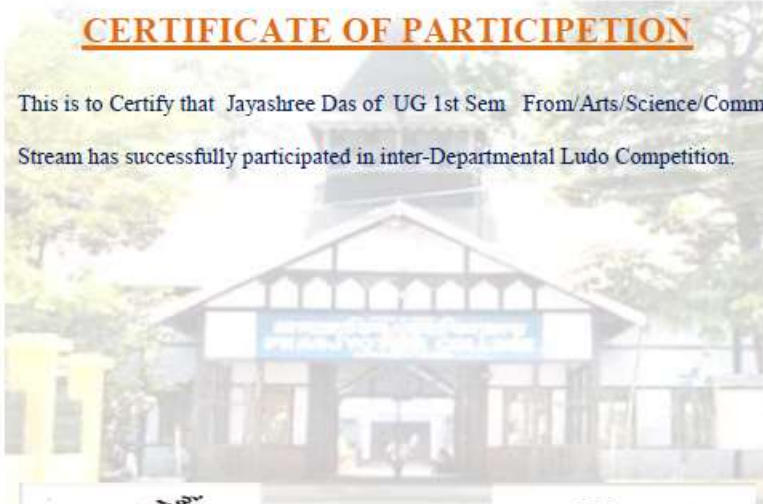 CERTIFICATE OF PARTICIPETION
This is to Certify that Jayashree Das of UG 1st Sem From/Arts/Science/Comm
Stream has successfully participated in inter-Departmental Ludo Competition.
COLLEGE